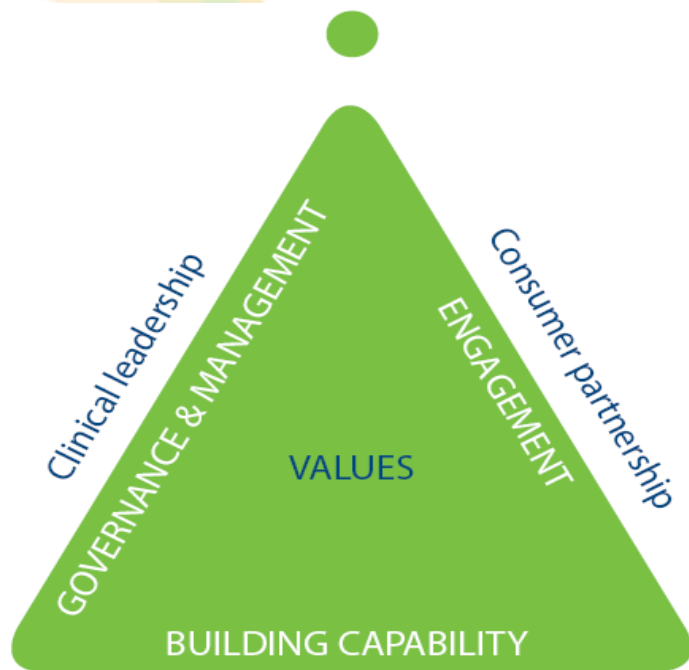 Clinical leadership
GOVERNANCE & MANAGEMENT
Consumer partnership
ENGAGEMENT
VALUES
BUILDING CAPABILITY